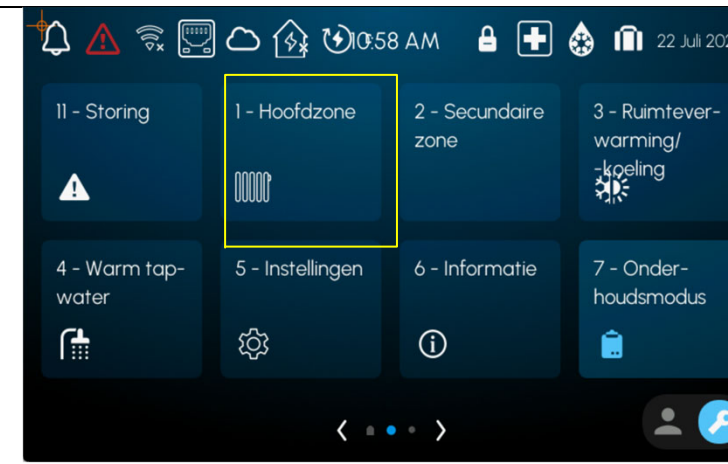 10:58 AM
22 Juli 202
11 - Storing
1 - Hoofdzone
2 - Secundaire
zone
3 - Ruimtever-
warming/
-koeling
4 - Warm tap-
water
5 - Instellingen
6 - Informatie
7 - Onder-
houdsmodus